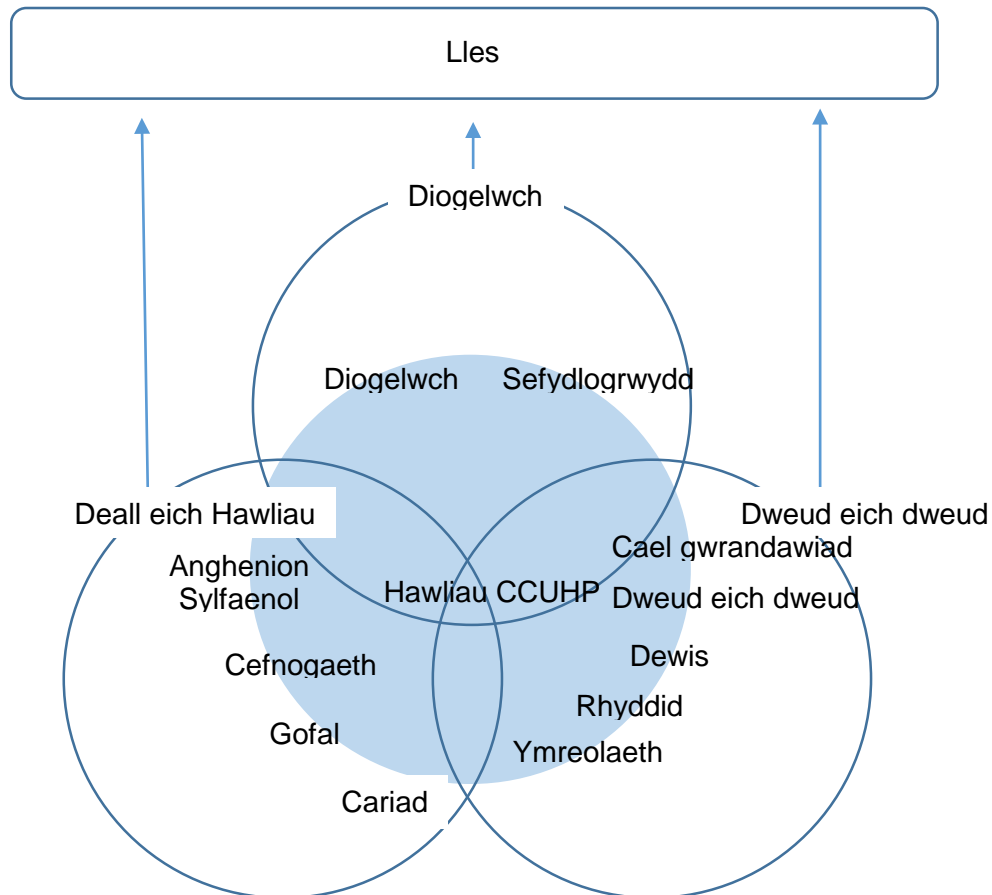 Lles
Diogelwch
Diogelwch Sefydlogrwydd
Deall eich Hawliau
Dweud eich dweud
Cael gwrandawiad
Anghenion
Sylfaenol
Hawliau CCUHP
Dweud eich dweud
Cefnogaeth
Dewis
Rhyddid
Gofal
Ymreolaeth
Cariad